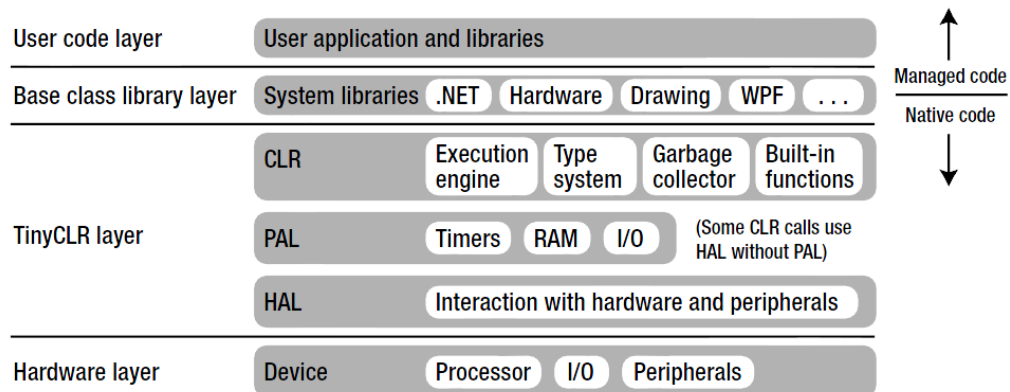 User code layer
User application and libraries
Managed code
Base class library layer
System libraries .NET Hardware Drawing WPF ...
Native code
TinyCLR layer
CLR
Execution engine
Type system
Garbage collector
Built-in functions
PAL
Timers RAM I/O
(Some CLR calls use
HAL without PAL)
HAL
Interaction with hardware and peripherals
Hardware layer
Device
Processor I/O Peripherals